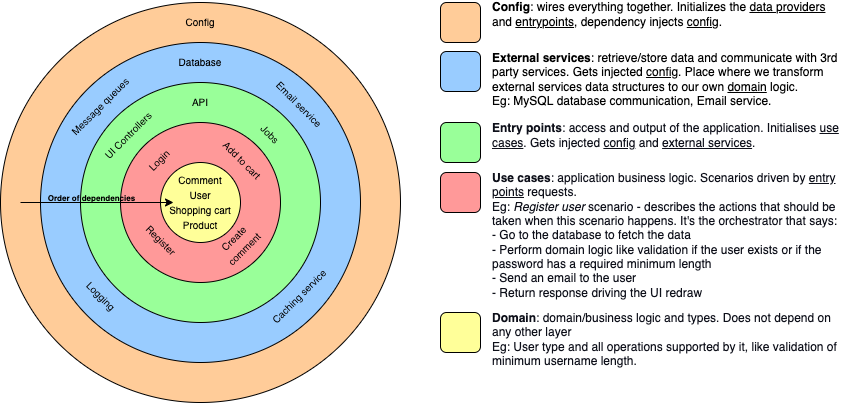 Config
Database
Message queues
Email service
API
UI Controllers
Jobs
Login
Add to cart
Comment
User
Shopping cart
Product
Order of dependencies
Register
Create
comment
Logging
Caching service
Config: wires everything together. Initializes the data providers
and entrypoints, dependency injects config.
External services: retrieve/store data and communicate with 3rd
party services. Gets injected config. Place where we transform
external services data structures to our own domain logic.
Eg: MySQL database communication, Email service.
Entry points: access and output of the application. Initialises use
cases. Gets injected config and external services.
Use cases: application business logic. Scenarios driven by entry
points requests.
Eg: Register user scenario - describes the actions that should be
taken when this scenario happens. It's the orchestrator that says:
- Go to the database to fetch the data
- Perform domain logic like validation if the user exists or if the
password has a required minimum length
- Send an email to the user
- Return response driving the UI redraw
Domain: domain/business logic and types. Does not depend on
any other layer
Eg: User type and all operations supported by it, like validation of
minimum username length.